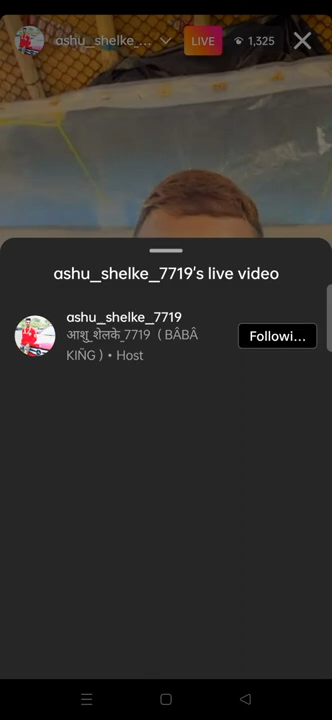 ashu_shelke_... LIVE 1,325
ashu_shelke_7719's live video
ashu_shelke_7719
आशु_शेलके_7719 ( BÂBÂ
KIÑG ) • Host
Followi...